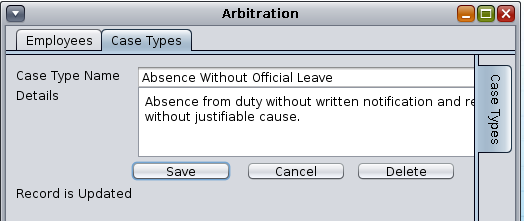 Arbitration
Employees
Case Types
Case Type Name
Absence Without Official Leave
Details
Absence from duty without written notification and
without justifiable cause.
Case Types
Save
Cancel
Delete
Record is Updated